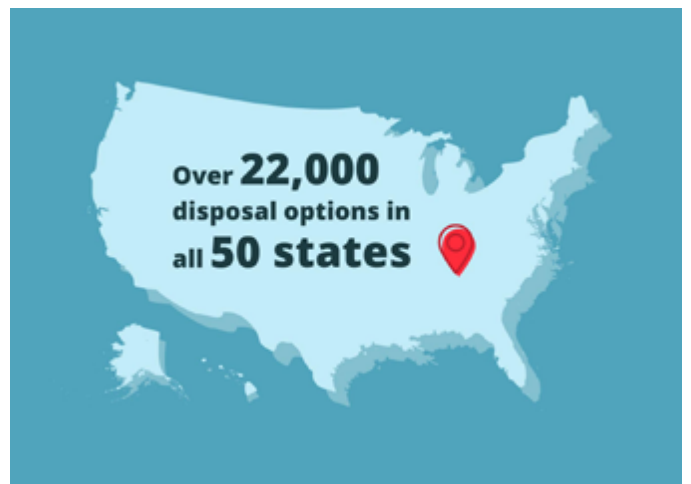 Over 22,000
disposal options in
all 50 states